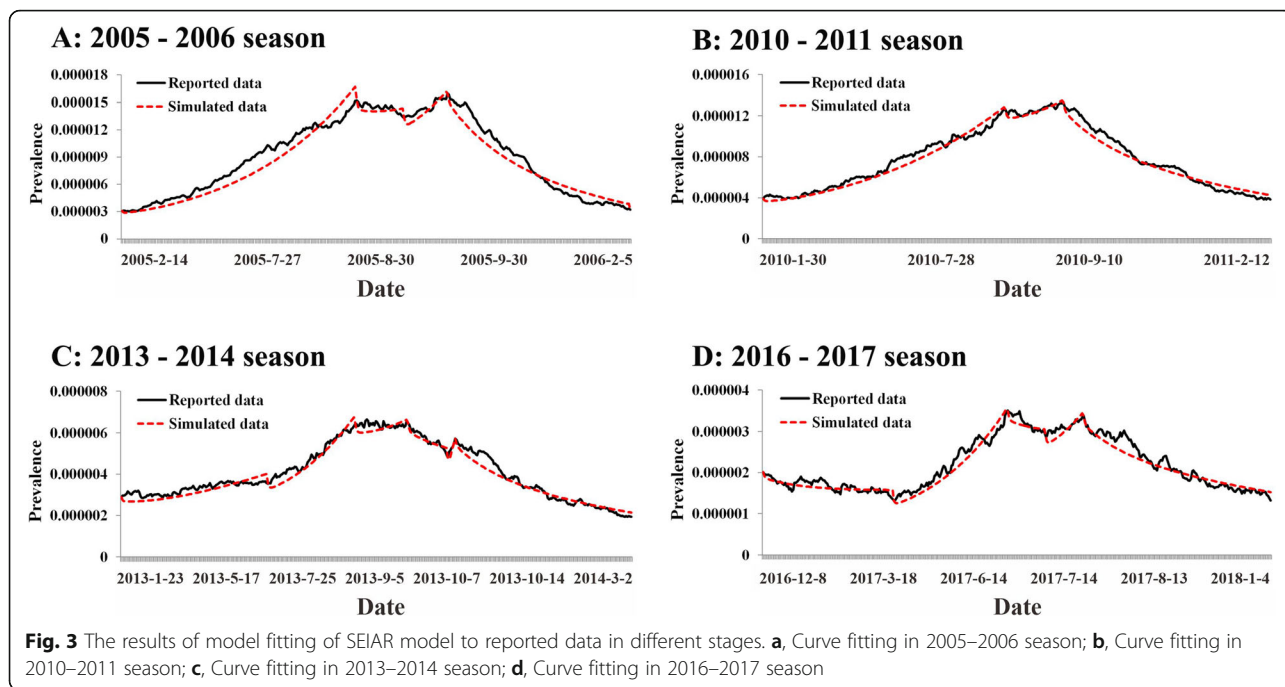 A: 2005 - 2006 season
0.000018
0.000015
0.000012
0.000009
0.000006
0.000003
0
Prevalence
Reported data
Simulated data
2005-2-14 2005-7-27 2005-8-30 2005-9-30 2006-2-5
Date
B: 2010 - 2011 season
0.000016
0.000012
0.000008
0.000004
0
Prevalence
Reported data
Simulated data
2010-1-30 2010-7-28 2010-9-10 2011-2-12
Date
C: 2013 - 2014 season
0.000008
0.000006
0.000004
0.000002
0
Prevalence
Reported data
Simulated data
2013-1-23 2013-5-17 2013-7-25 2013-9-5 2013-10-7 2013-10-14 2014-3-2
Date
D: 2016 - 2017 season
0.000004
0.000003
0.000002
0.000001
0
Prevalence
Reported data
Simulated data
2016-12-8 2017-3-18 2017-6-14 2017-7-14 2017-8-13 2018-1-4
Date
Fig. 3 The results of model fitting of SEIAR model to reported data in different stages. a, Curve fitting in 2005–2006 season; b, Curve fitting in
2010–2011 season; c, Curve fitting in 2013–2014 season; d, Curve fitting in 2016–2017 season